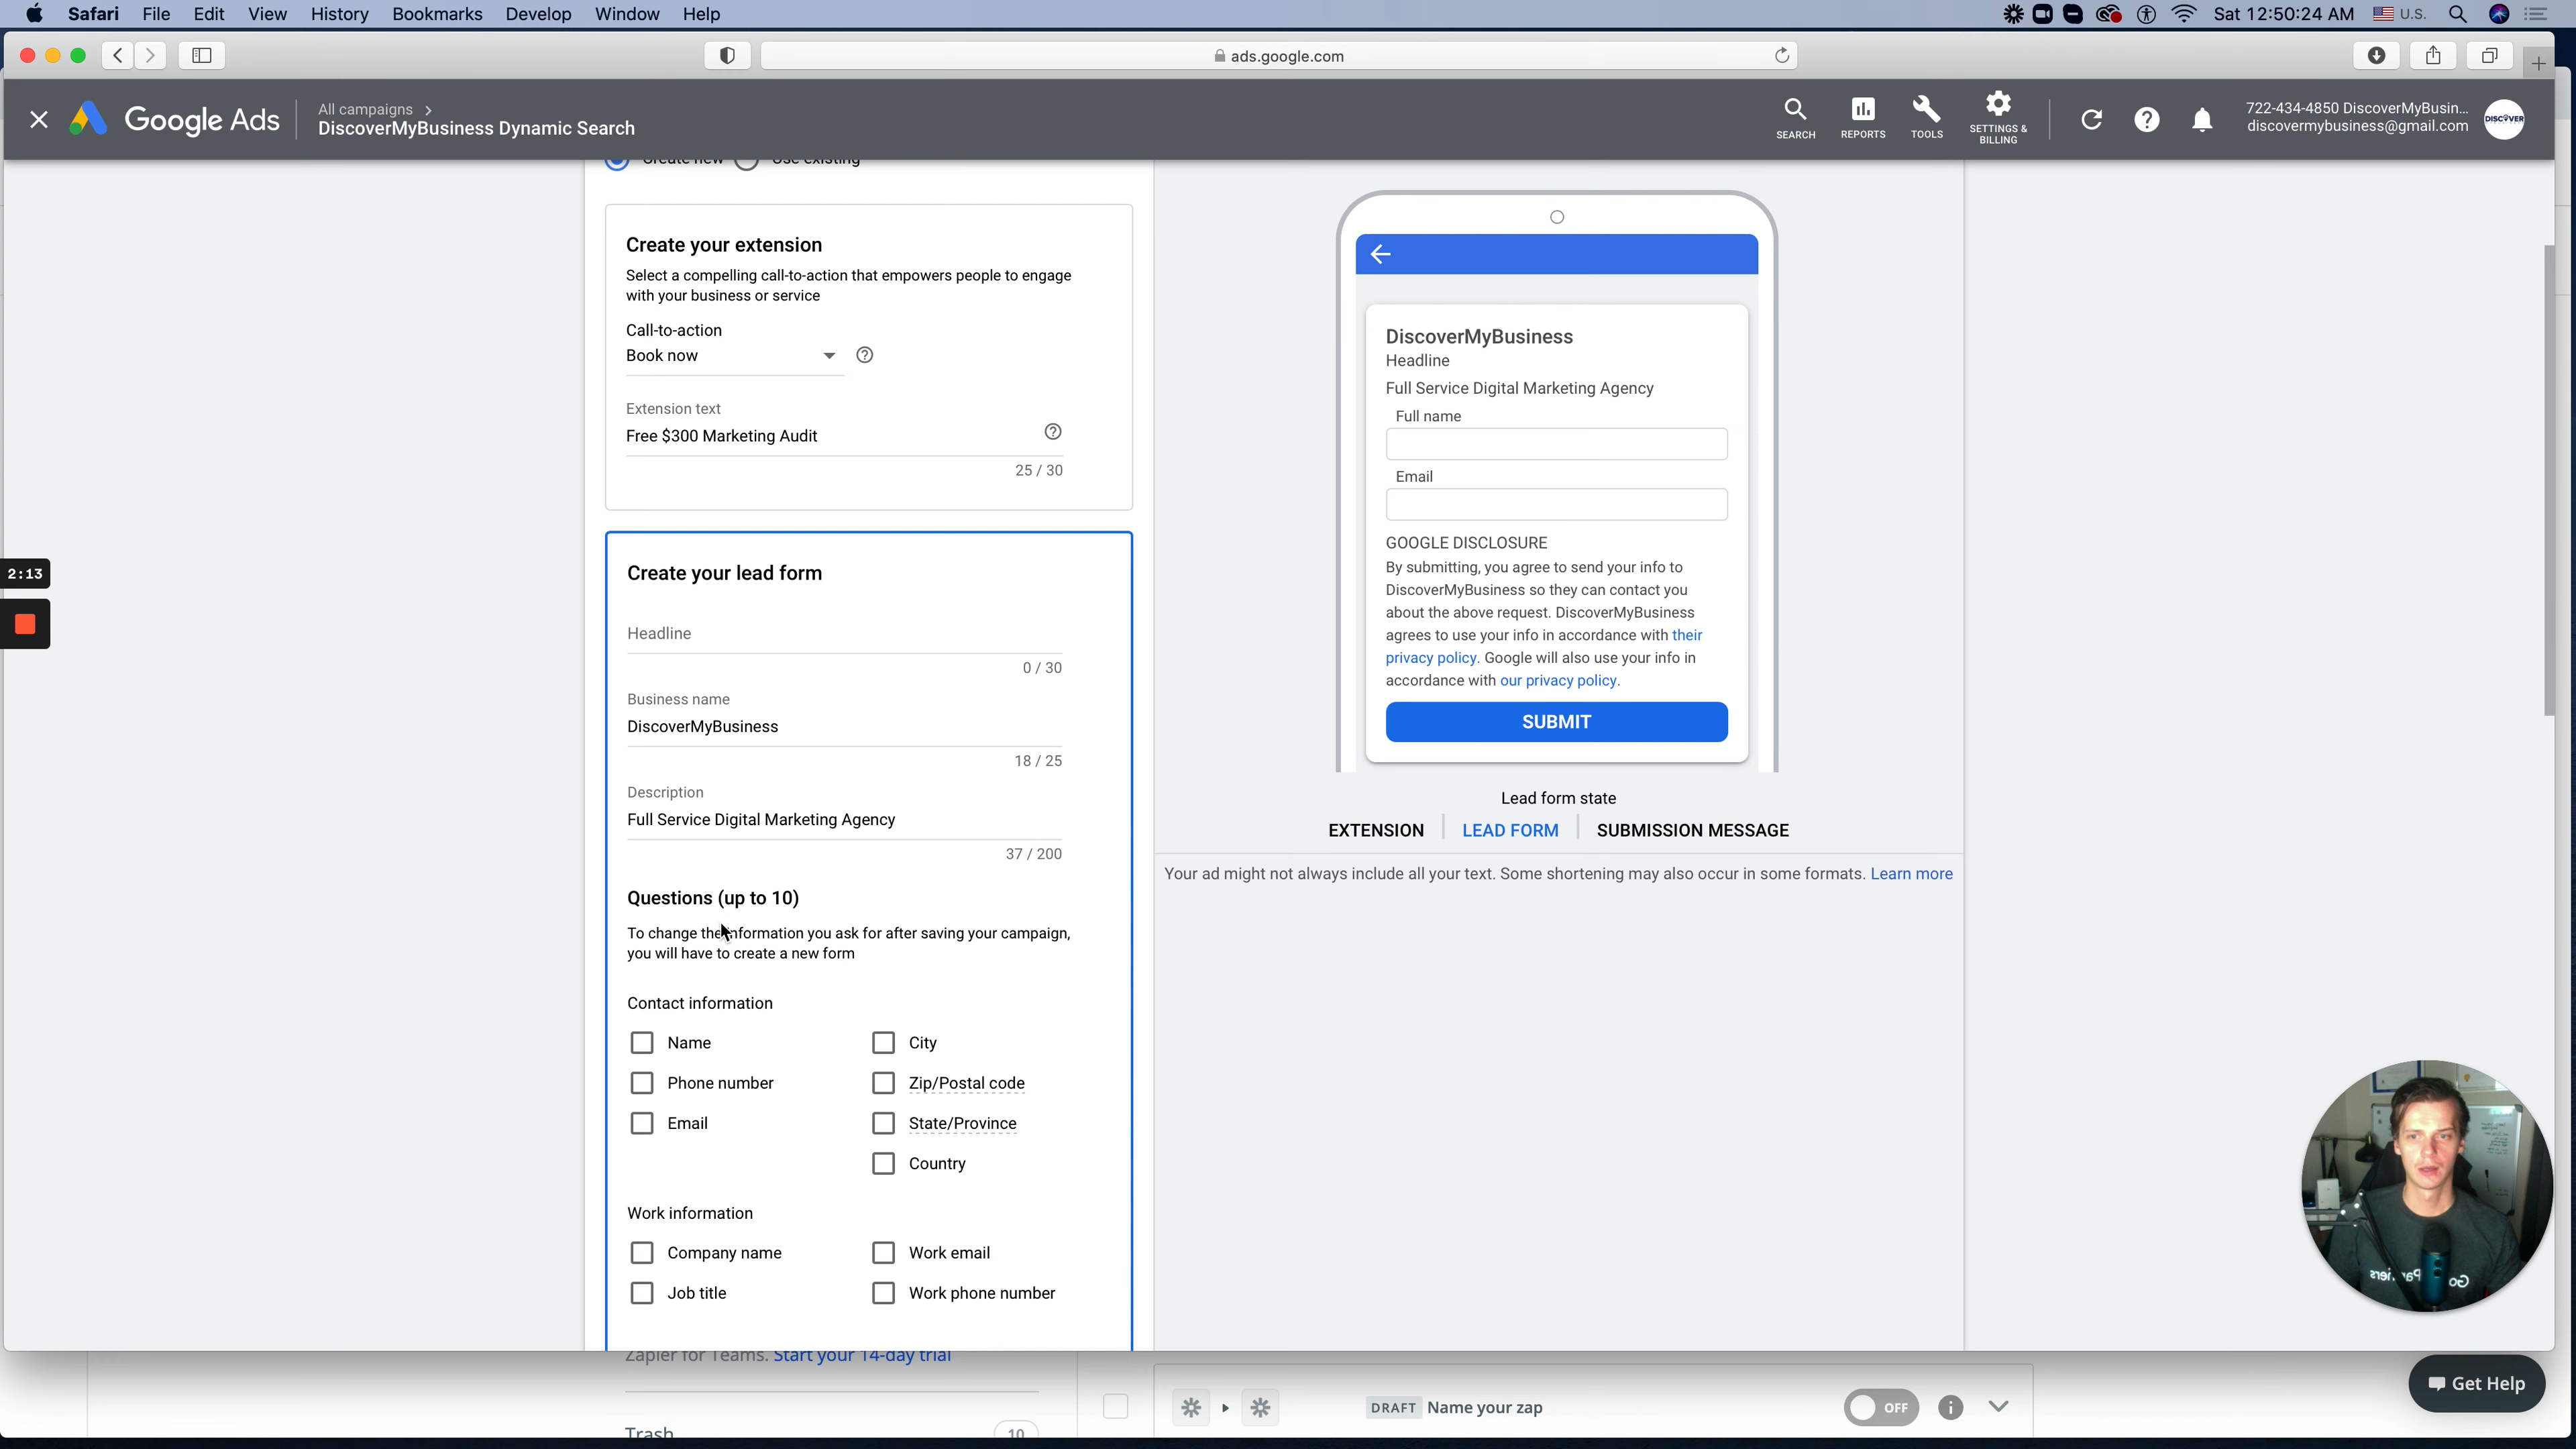 Safari File Edit View History Bookmarks Develop Window Help
Sat 12:50:24 AM U.S.
ads.google.com
Google Ads
All campaigns
DiscoverMyBusiness Dynamic Search
SEARCH
REPORTS
TOOLS
SETTINGS &
BILLING
722-434-4850 DiscoverMyBusin...
discovermybusiness@gmail.com
DISCOVER
Create new Use existing
Create your extension
Select a compelling call-to-action that empowers people to engage
with your business or service
Call-to-action
Book now
Extension text
Free $300 Marketing Audit
25 / 30
2:13
Create your lead form
Headline
0 / 30
Business name
DiscoverMyBusiness
18 / 25
Description
Full Service Digital Marketing Agency
37 / 200
Questions (up to 10)
To change the information you ask for after saving your campaign,
you will have to create a new form
Contact information
Name City
Phone number Zip/Postal code
Email State/Province
Country
Work information
Company name Work email
Job title Work phone number
DiscoverMyBusiness
Headline
Full Service Digital Marketing Agency
Full name
Email
GOOGLE DISCLOSURE
By submitting, you agree to send your info to
DiscoverMyBusiness so they can contact you
about the above request. DiscoverMyBusiness
agrees to use your info in accordance with their
privacy policy. Google will also use your info in
accordance with our privacy policy.
SUBMIT
Lead form state
EXTENSION LEAD FORM SUBMISSION MESSAGE
Your ad might not always include all your text. Some shortening may also occur in some formats. Learn more
Zapier for Teams. Start your 14-day trial
Trash 10
DRAFT Name your zap
OFF
Get Help